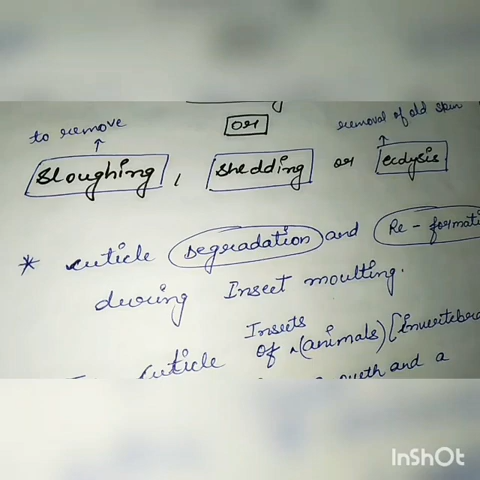 OR
to remove
removal of old skin
↑ ↑
Sloughing, Shedding or ecdysis
* cuticle Degradation and Re-formati
during Insect moulting.
Insects
cuticle of (animals) [invertebra
and a
InShOt